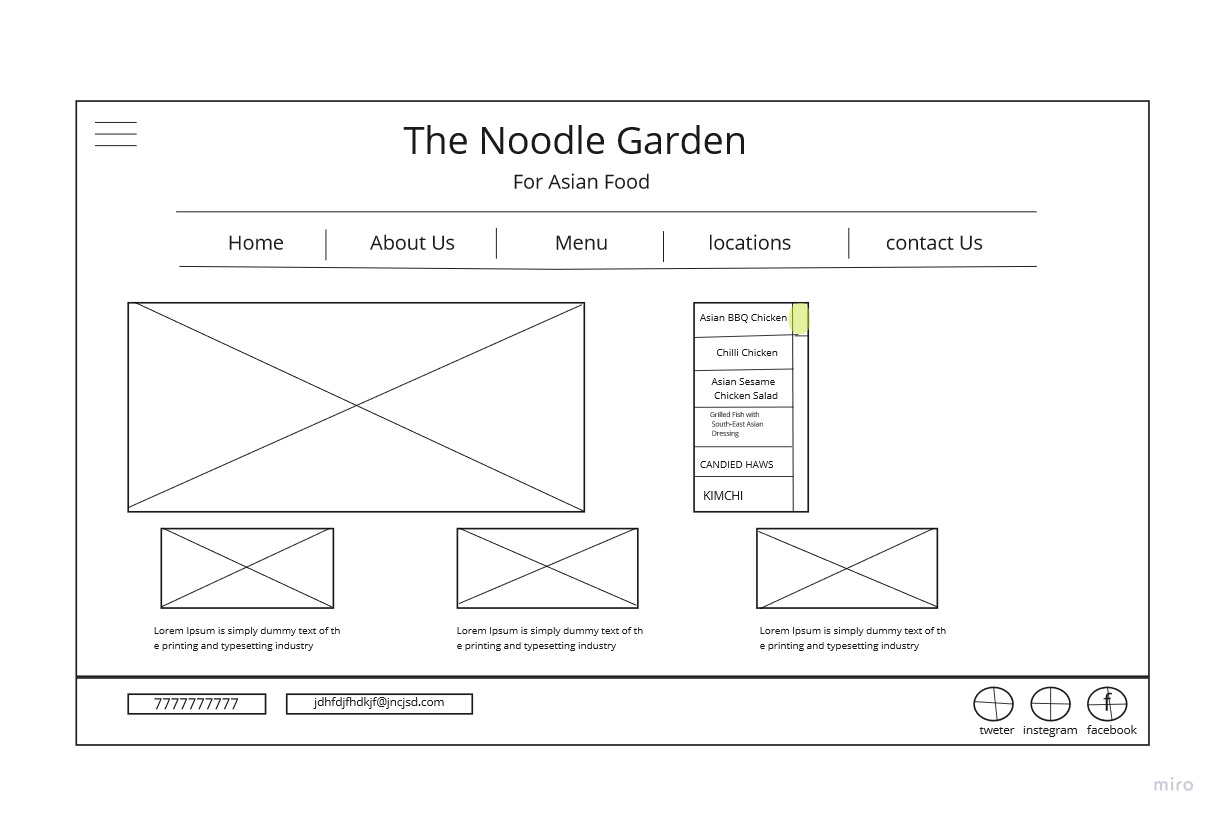 The Noodle Garden
For Asian Food
Home About Us Menu locations contact Us
Asian BBQ Chicken
Chilli Chicken
Asian Sesame
Chicken Salad
Grilled Fish with
South-East Asian
Dressing
CANDIED HAWS
KIMCHI
Lorem Ipsum is simply dummy text of th
e printing and typesetting industry
Lorem Ipsum is simply dummy text of th
e printing and typesetting industry
Lorem Ipsum is simply dummy text of th
e printing and typesetting industry
7777777777
jdhfdjfhdkjf@jncjsd.com
f
tweter instegram facebook
miro